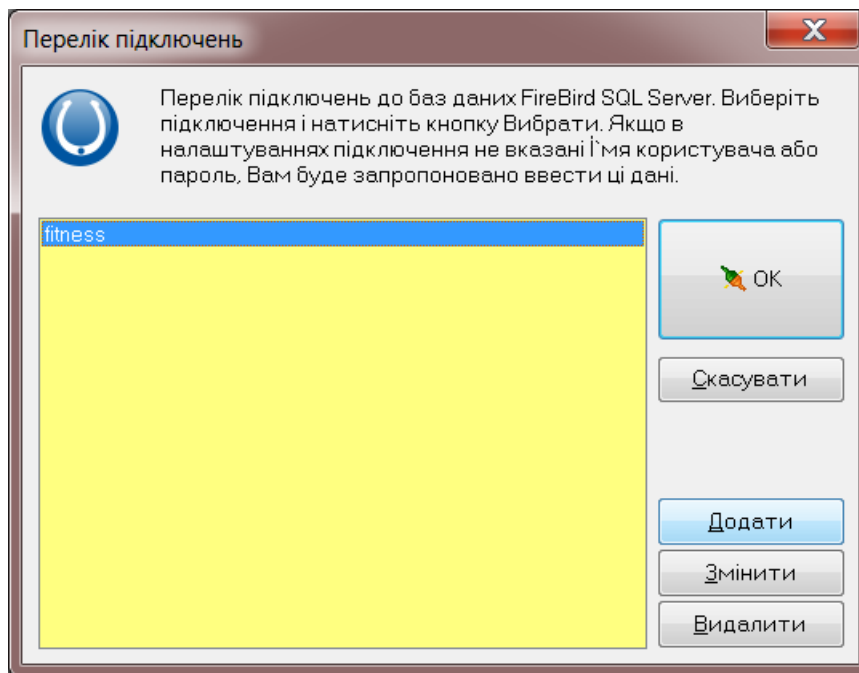 Перелік підключень
Перелік підключень до баз даних FireBird SQL Server. Виберіть
підключення і натисніть кнопку Вибрати. Якщо в
налаштуваннях підключення не вказані Ї`мя користувача або
пароль, Вам буде запропоновано ввести ці дані.
fitness
OK
Скасувати
Додати
Змінити
Видалити